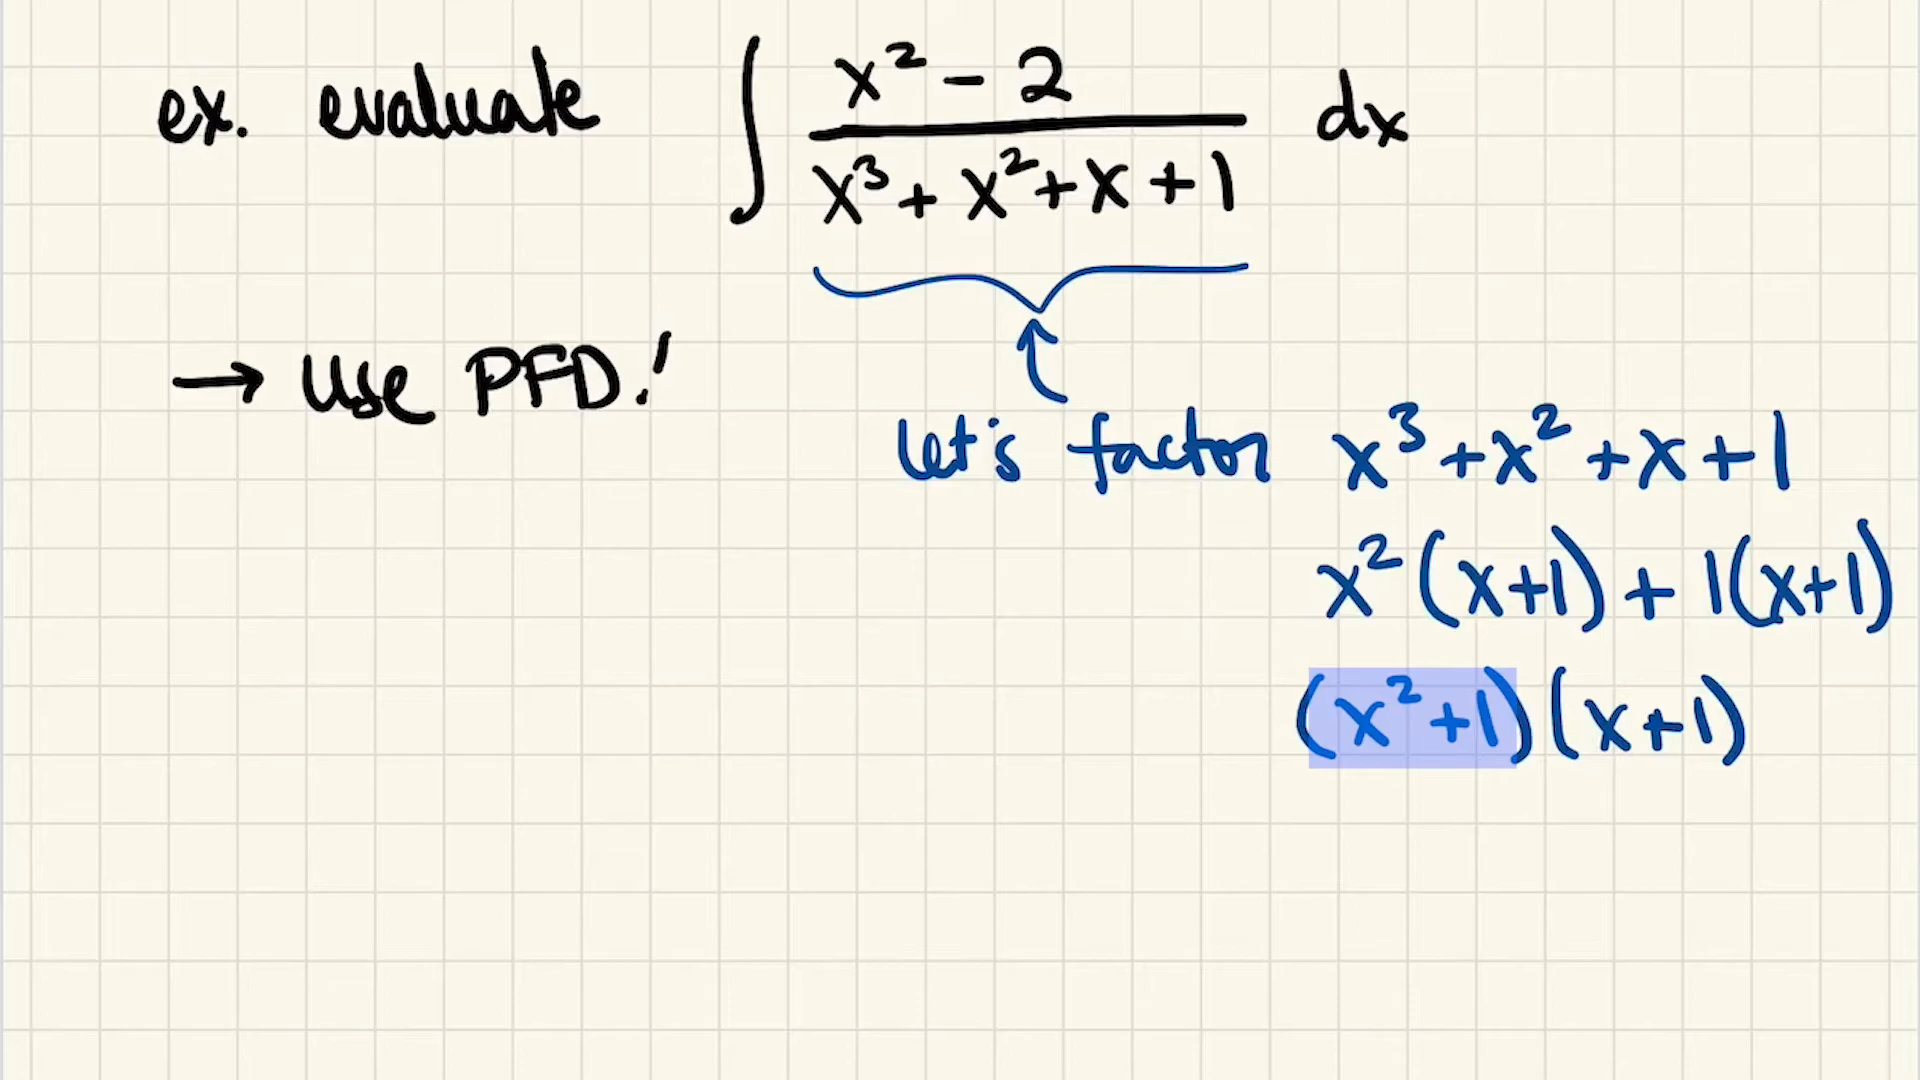 ex. evaluate ∫ x² - 2 / x³ + x² + x + 1 dx
→ Use PFD!
let's factor x³ + x² + x + 1
x² (x+1) + 1(x+1)
(x² +1) (x+1)